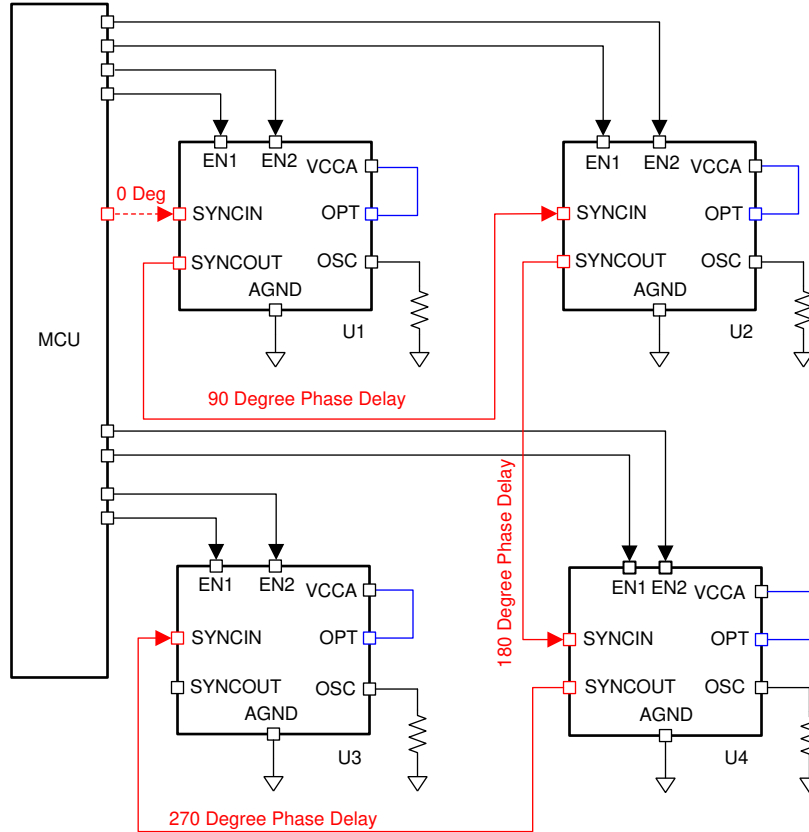 MCU
0 Deg
EN1
EN2
VCCA
SYNCIN
OPT
SYNCOUT
OSC
AGND
U1
EN1
EN2
VCCA
SYNCIN
OPT
SYNCOUT
OSC
AGND
U2
90 Degree Phase Delay
180 Degree Phase Delay
EN1
EN2
VCCA
SYNCIN
OPT
SYNCOUT
OSC
AGND
U3
EN1 EN2
VCCA
SYNCIN
OPT
SYNCOUT
OSC
AGND
U4
270 Degree Phase Delay